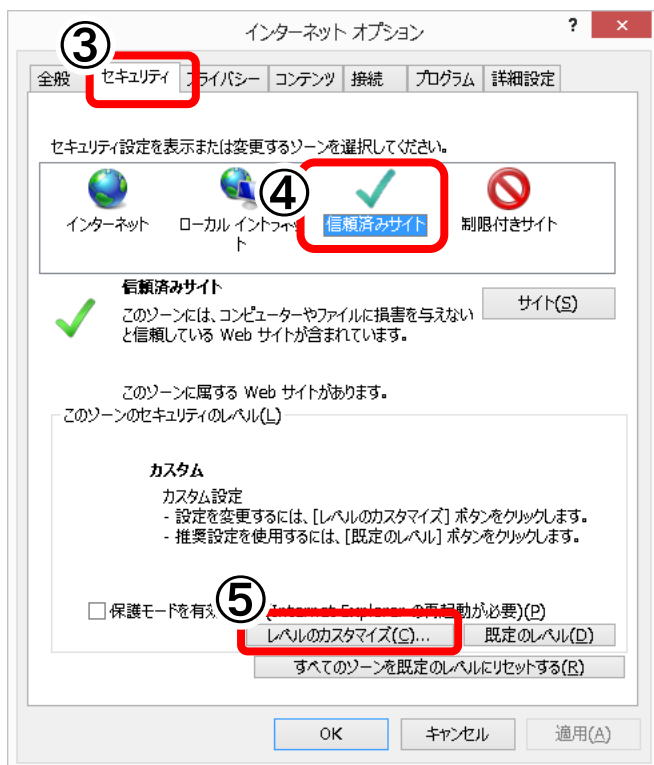 インターネット オプション ? ×
③
全般 セキュリティ プライバシー コンテンツ 接続 プログラム 詳細設定
セキュリティ設定を表示または変更するゾーンを選択してください。
④
インターネット ローカル イントラネット 信頼済みサイト 制限付きサイト
信頼済みサイト
このゾーンには、コンピューターやファイルに損害を与えない
と信頼している Web サイトが含まれています。
サイト(S)
このゾーンに属する Web サイトがあります。
このゾーンのセキュリティのレベル(L)
カスタム
カスタム設定
- 設定を変更するには、[レベルのカスタマイズ] ボタンをクリックします。
- 推奨設定を使用するには、[既定のレベル] ボタンをクリックします。
⑤
保護モードを有効 (Internet Explorer の再起動が必要)(P)
レベルのカスタマイズ(C)... 既定のレベル(D)
すべてのゾーンを既定のレベルにリセットする(R)
OK キャンセル 適用(A)